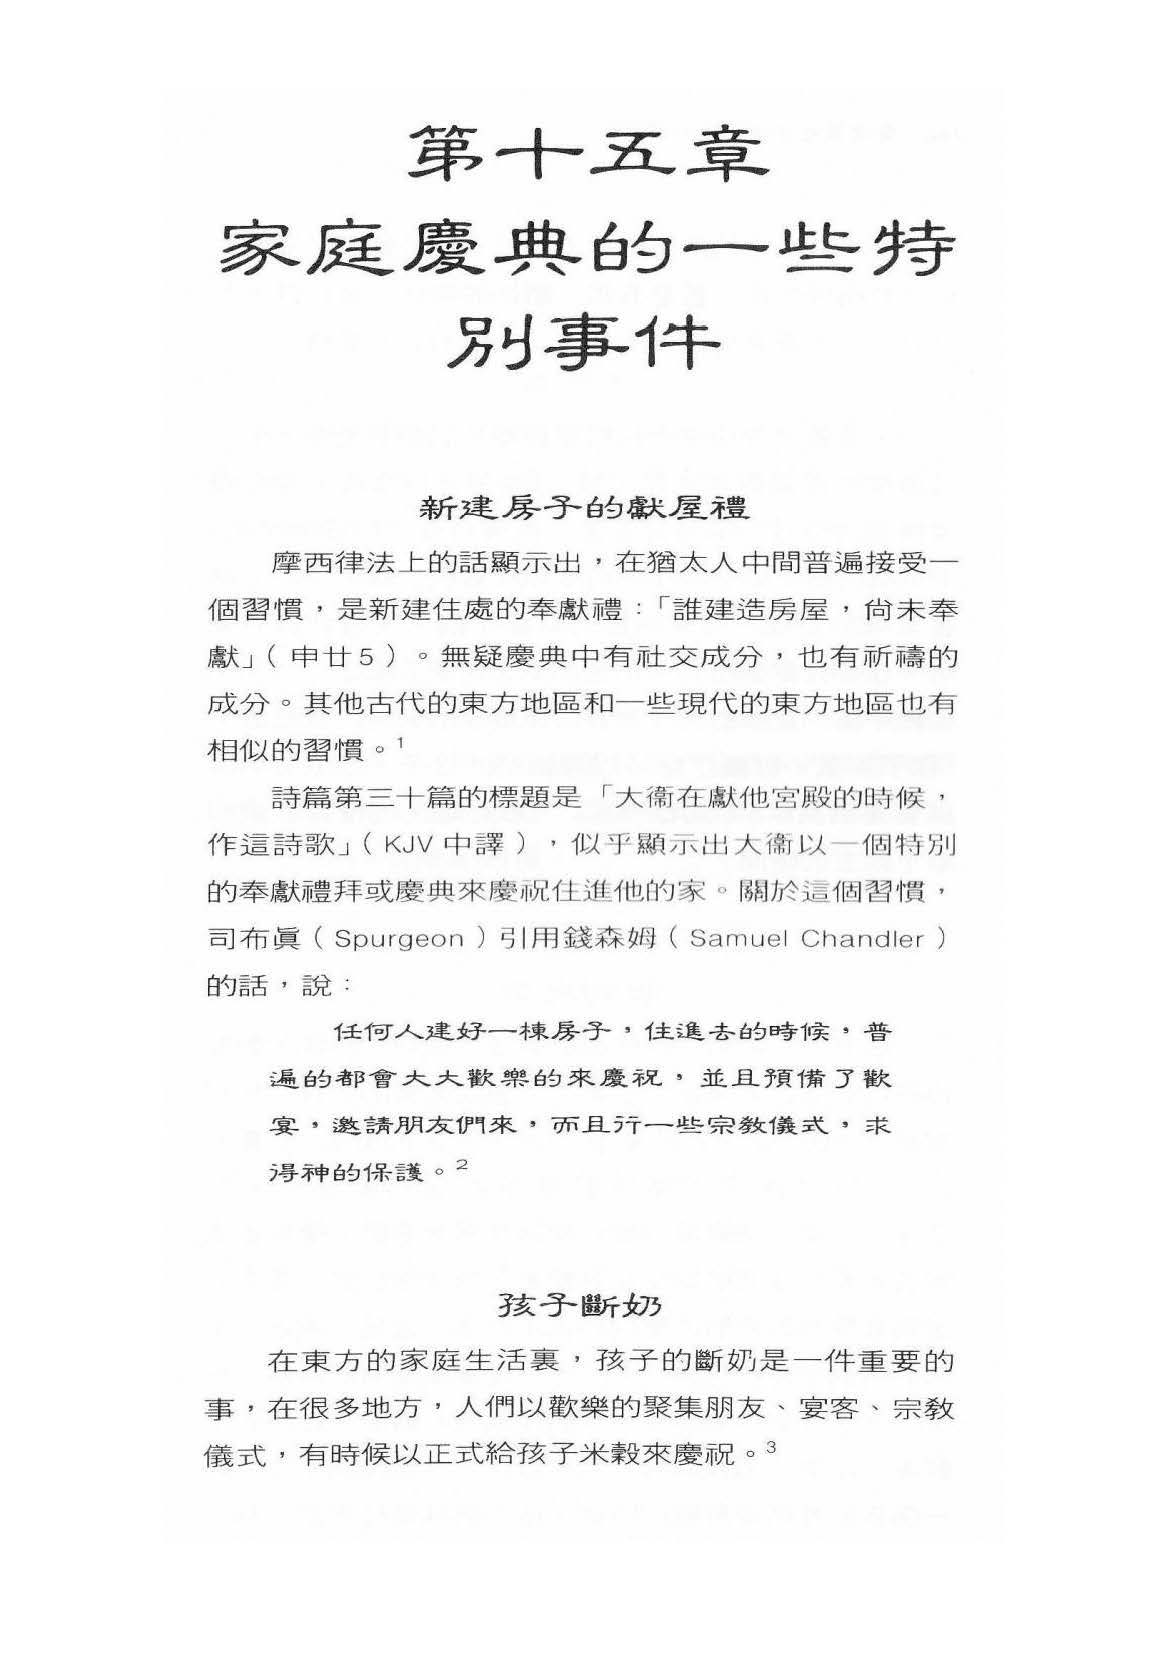 第十五章
家庭慶典的一些特
別事件
新建房子的獻屋禮
摩西律法上的話顯示出，在猶太人中間普遍接受一
個習慣，是新建住處的奉獻禮：「誰建造房屋，尚未奉
獻」（申廿5）。無疑慶典中有社交成分，也有祈禱的
成分。其他古代的東方地區和一些現代的東方地區也有
相似的習慣。1
詩篇第三十篇的標題是「大衞在獻他宮殿的時候，
作這詩歌」（KJV中譯），似乎顯示出大衞以一個特別
的奉獻禮拜或慶典來慶祝住進他的家。關於這個習慣，
司布眞（Spurgeon）引用錢森姆（Samuel Chandler）
的話，說：
任何人建好一棟房子，住進去的時候，普
遍的都會大大歡樂的來慶祝，並且預備了歡
宴，邀請朋友們來，而且行一些宗教儀式，求
得神的保護。2
孩子斷奶
在東方的家庭生活裏，孩子的斷奶是一件重要的
事，在很多地方，人們以歡樂的聚集朋友、宴客、宗教
儀式，有時候以正式給孩子米穀來慶祝。3